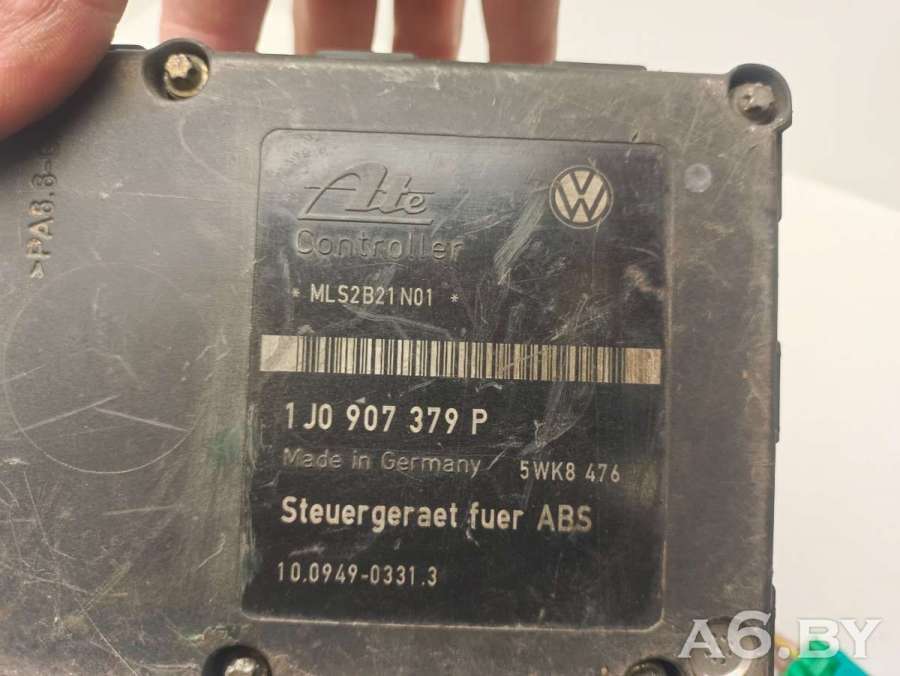 Ate
VW
Controller
* MLS2B21N01 *
1J0 907 379 P
Made in Germany 5WK8 476
Steuergeraet fuer ABS
10.0949-0331.3
A6.BY